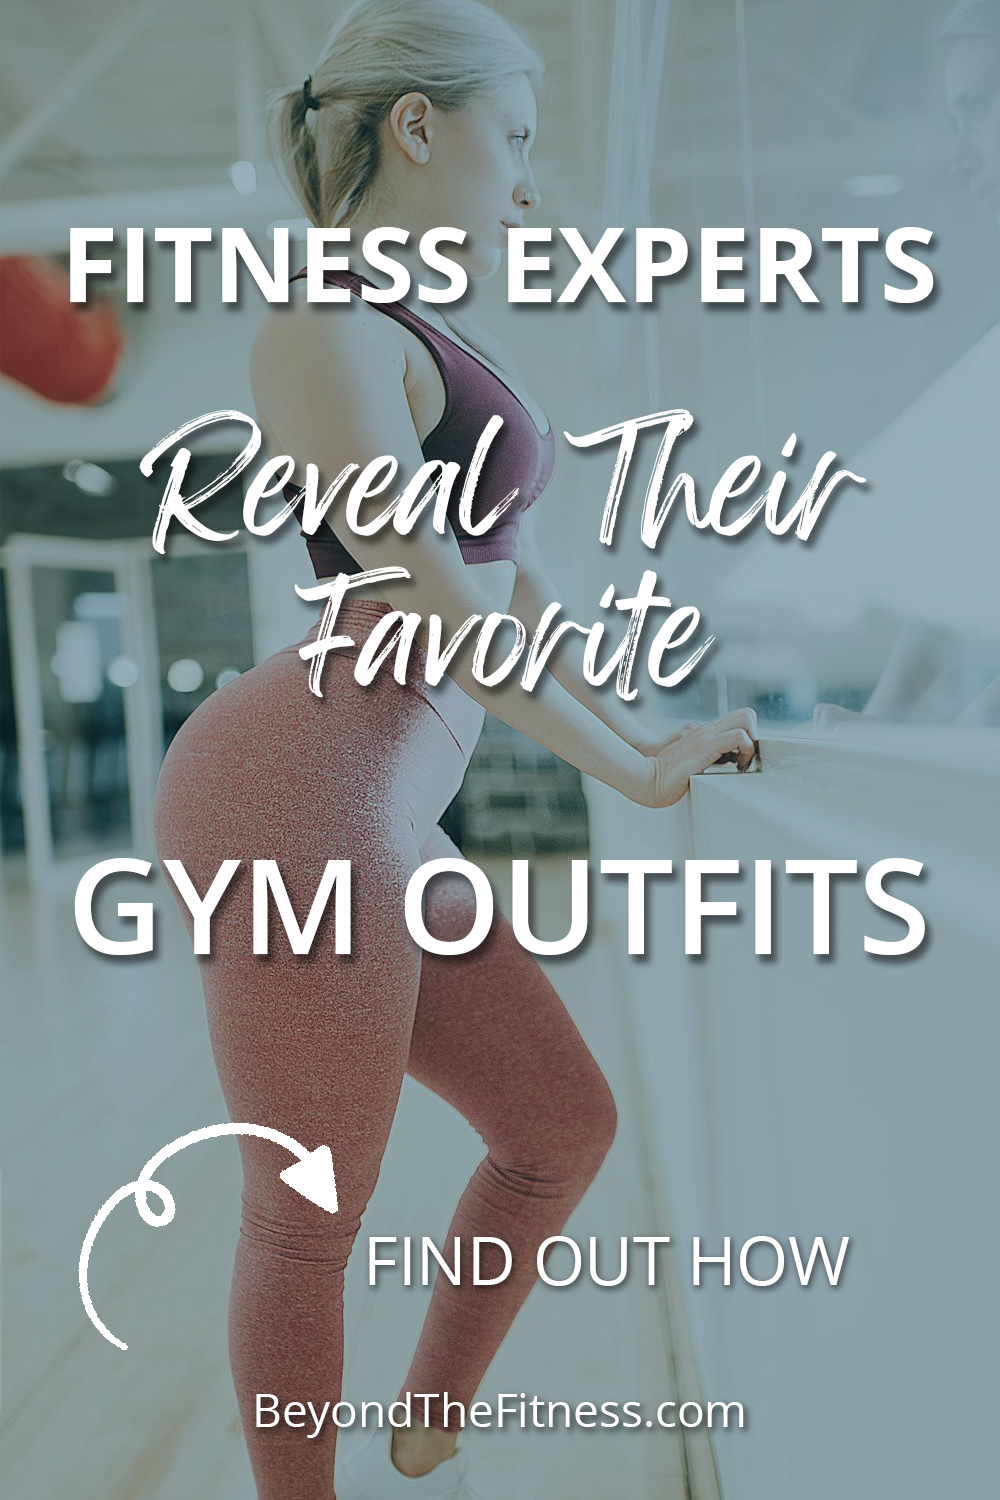 FITNESS EXPERTS
Reveal Their
Favorite
GYM OUTFITS
FIND OUT HOW
BeyondTheFitness.com